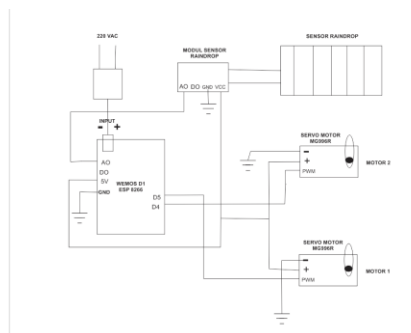 220 VAC
MODUL SENSOR
RAINDROP
SENSOR RAINDROP
AO DO GND VCC
INPUT
- +
AO
DO
5V
GND
WEMOS D1
ESP 8266
D5
D4
SERVO MOTOR
MG996R
-
+
PWM
MOTOR 2
SERVO MOTOR
MG996R
-
+
PWM
MOTOR 1